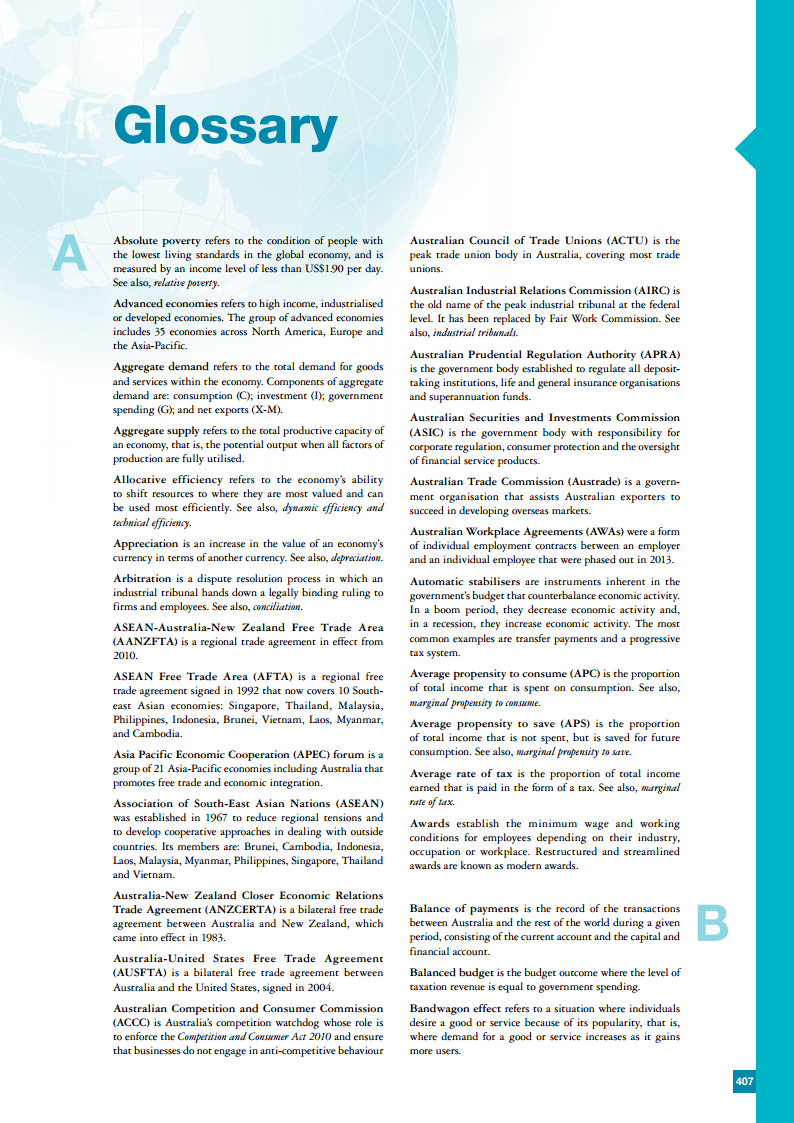 Glossary
A
Absolute poverty refers to the condition of people with
the lowest living standards in the global economy, and is
measured by an income level of less than US$1.90 per day.
See also, relative poverty.
Advanced economies refers to high income, industrialised
or developed economies. The group of advanced economies
includes 35 economies across North America, Europe and
the Asia-Pacific.
Aggregate demand refers to the total demand for goods
and services within the economy. Components of aggregate
demand are: consumption (C); investment (I); government
spending (G); and net exports (X-M).
Aggregate supply refers to the total productive capacity of
an economy, that is, the potential output when all factors of
production are fully utilised.
Allocative efficiency refers to the economy's ability
to shift resources to where they are most valued and can
be used most efficiently. See also, dynamic efficiency and
technical efficiency.
Appreciation is an increase in the value of an economy's
currency in terms of another currency. See also, depreciation.
Arbitration is a dispute resolution process in which an
industrial tribunal hands down a legally binding ruling to
firms and employees. See also, conciliation.
ASEAN-Australia-New Zealand Free Trade Area
(AANZFTA) is a regional trade agreement in effect from
2010.
ASEAN Free Trade Area (AFTA) is a regional free
trade agreement signed in 1992 that now covers 10 South-
east Asian economies: Singapore, Thailand, Malaysia,
Philippines, Indonesia, Brunei, Vietnam, Laos, Myanmar,
and Cambodia.
Asia Pacific Economic Cooperation (APEC) forum is a
group of 21 Asia-Pacific economies including Australia that
promotes free trade and economic integration.
Association of South-East Asian Nations (ASEAN)
was established in 1967 to reduce regional tensions and
to develop cooperative approaches in dealing with outside
countries. Its members are: Brunei, Cambodia, Indonesia,
Laos, Malaysia, Myanmar, Philippines, Singapore, Thailand
and Vietnam.
Australia-New Zealand Closer Economic Relations
Trade Agreement (ANZCERTA) is a bilateral free trade
agreement between Australia and New Zealand, which
came into effect in 1983.
Australia-United States Free Trade Agreement
(AUSFTA) is a bilateral free trade agreement between
Australia and the United States, signed in 2004.
Australian Competition and Consumer Commission
(ACCC) is Australia's competition watchdog whose role is
to enforce the Competition and Consumer Act 2010 and ensure
that businesses do not engage in anti-competitive behaviour
Australian Council of Trade Unions (ACTU) is the
peak trade union body in Australia, covering most trade
unions.
Australian Industrial Relations Commission (AIRC) is
the old name of the peak industrial tribunal at the federal
level. It has been replaced by Fair Work Commission. See
also, industrial tribunals.
Australian Prudential Regulation Authority (APRA)
is the government body established to regulate all deposit-
taking institutions, life and general insurance organisations
and superannuation funds.
Australian Securities and Investments Commission
(ASIC) is the government body with responsibility for
corporate regulation, consumer protection and the oversight
of financial service products.
Australian Trade Commission (Austrade) is a govern-
ment organisation that assists Australian exporters to
succeed in developing overseas markets.
Australian Workplace Agreements (AWAs) were a form
of individual employment contracts between an employer
and an individual employee that were phased out in 2013.
Automatic stabilisers are instruments inherent in the
government's budget that counterbalance economic activity.
In a boom period, they decrease economic activity and,
in a recession, they increase economic activity. The most
common examples are transfer payments and a progressive
tax system.
Average propensity to consume (APC) is the proportion
of total income that is spent on consumption. See also,
marginal propensity to consume.
Average propensity to save (APS) is the proportion
of total income that is not spent, but is saved for future
consumption. See also, marginal propensity to save.
Average rate of tax is the proportion of total income
earned that is paid in the form of a tax. See also, marginal
rate of tax.
Awards establish the minimum wage and working
conditions for employees depending on their industry,
occupation or workplace. Restructured and streamlined
awards are known as modern awards.
B
Balance of payments is the record of the transactions
between Australia and the rest of the world during a given
period, consisting of the current account and the capital and
financial account.
Balanced budget is the budget outcome where the level of
taxation revenue is equal to government spending.
Bandwagon effect refers to a situation where individuals
desire a good or service because of its popularity, that is,
where demand for a good or service increases as it gains
more users.
407